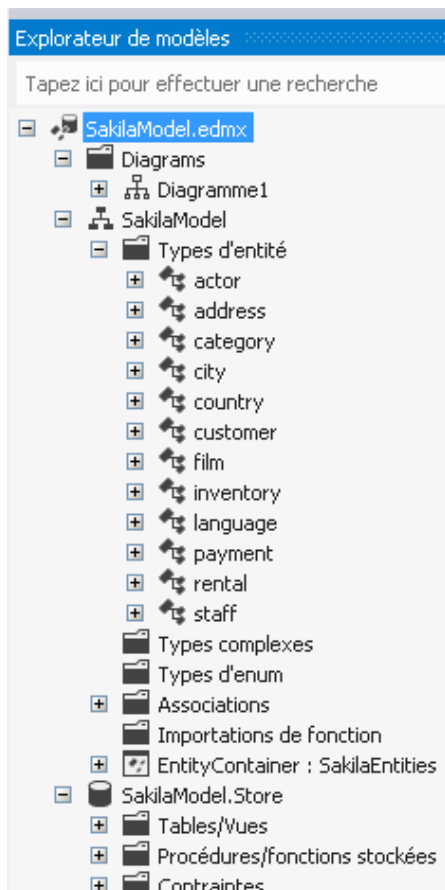 Explorateur de modèles
Tapez ici pour effectuer une recherche
SakilaModel.edmx
Diagrams
Diagramme1
SakilaModel
Types d'entité
actor
address
category
city
country
customer
film
inventory
language
payment
rental
staff
Types complexes
Types d'enum
Associations
Importations de fonction
EntityContainer : SakilaEntities
SakilaModel.Store
Tables/Vues
Procédures/fonctions stockées
Contraintes